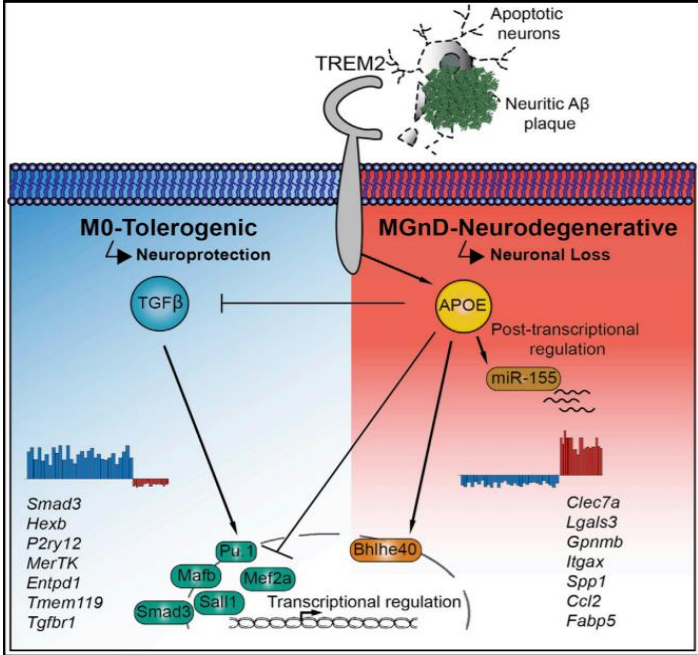 Apoptotic
neurons
TREM2
Neuritic Aβ
plaque
M0-Tolerogenic
Neuroprotection
MGnD-Neurodegenerative
Neuronal Loss
TGFβ
APOE
Post-transcriptional
regulation
miR-155
Smad3
Hexb
P2ry12
MerTK
Entpd1
Tmem119
Tgfbr1
Clec7a
Lgals3
Gpnmb
Itgax
Spp1
Ccl2
Fabp5
Pu.1
Mafb
Mef2a
Smad3
Sall1
Bhlhe40
Transcriptional regulation